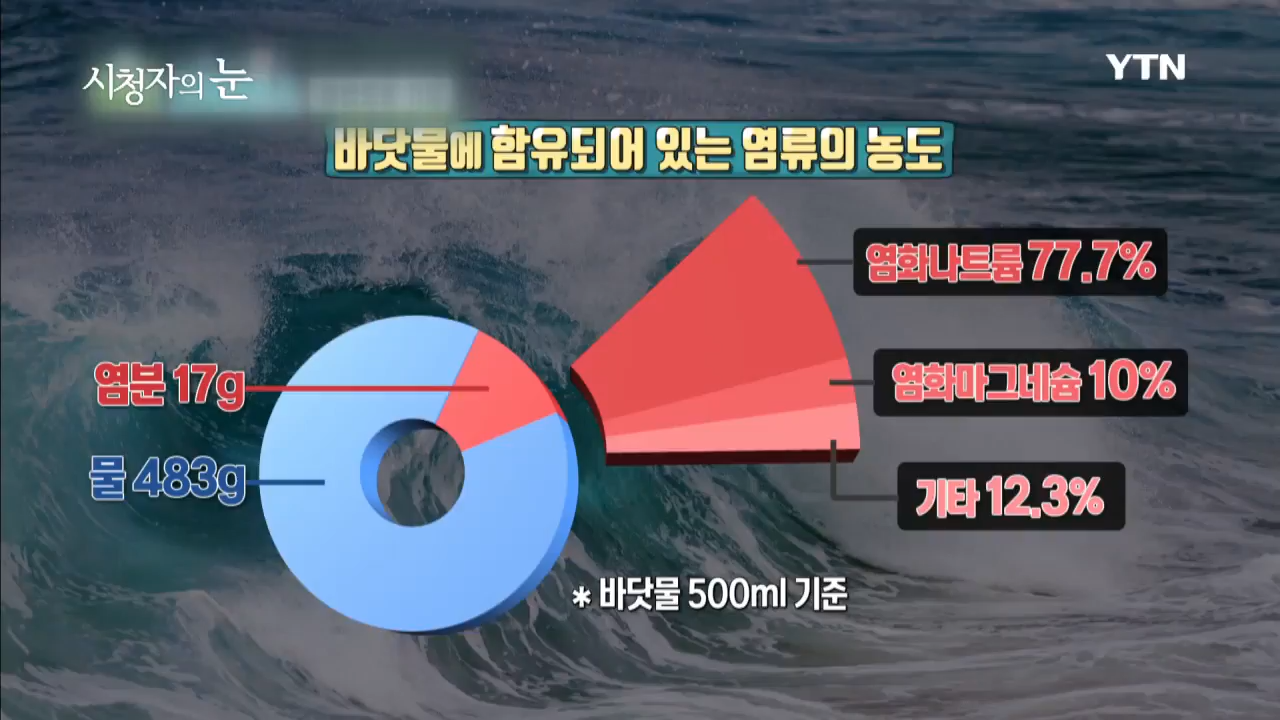 시청자의 눈
YTN
바닷물에 함유되어 있는 염류의 농도
염화나트륨 77.7%
염분 17g
염화마그네슘 10%
물 483g
기타 12.3%
* 바닷물 500ml 기준